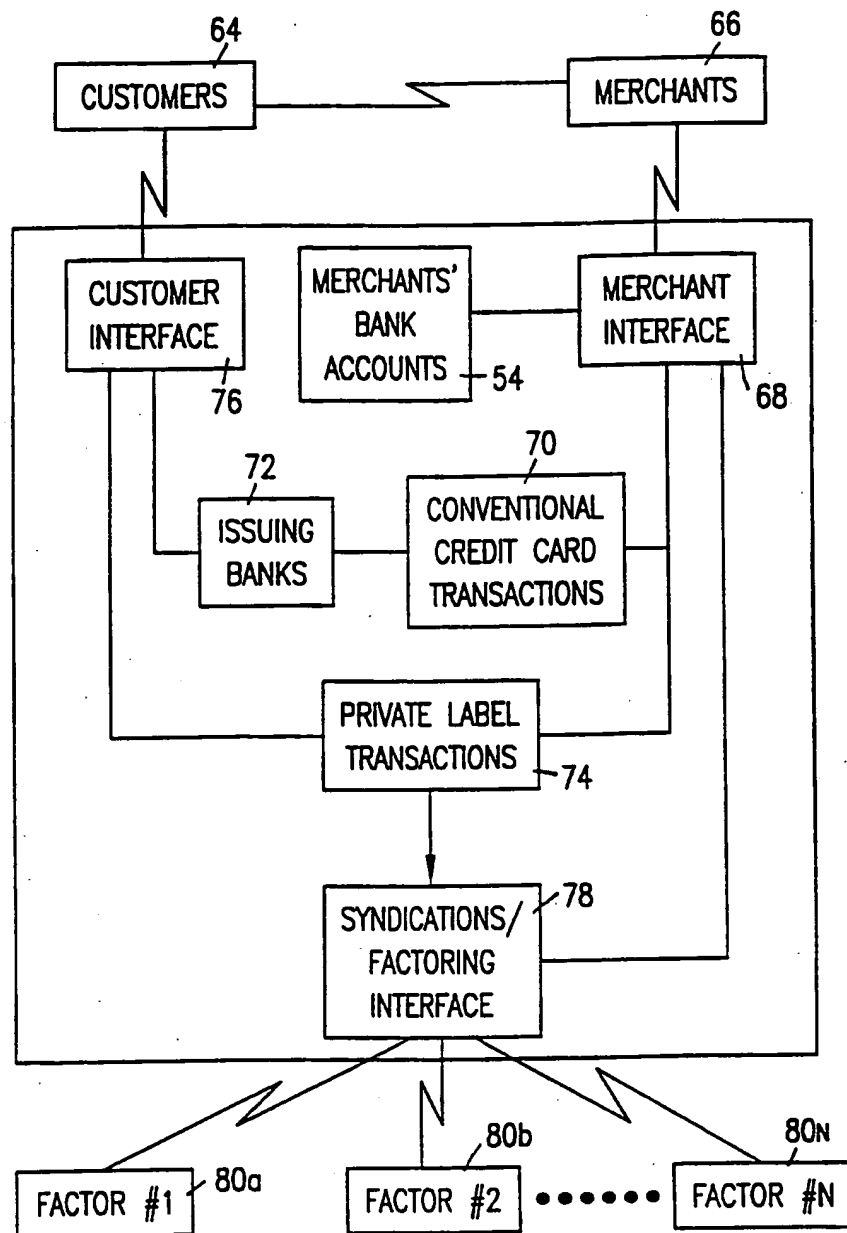 64
66
CUSTOMERS
MERCHANTS
CUSTOMER
INTERFACE
76
MERCHANTS'
BANK
ACCOUNTS
54
MERCHANT
INTERFACE
68
72
ISSUING
BANKS
70
CONVENTIONAL
CREDIT CARD
TRANSACTIONS
PRIVATE LABEL
TRANSACTIONS
74
SYNDICATIONS/
FACTORING
INTERFACE
78
FACTOR #1
80a
FACTOR #2
80b
FACTOR #N
80N